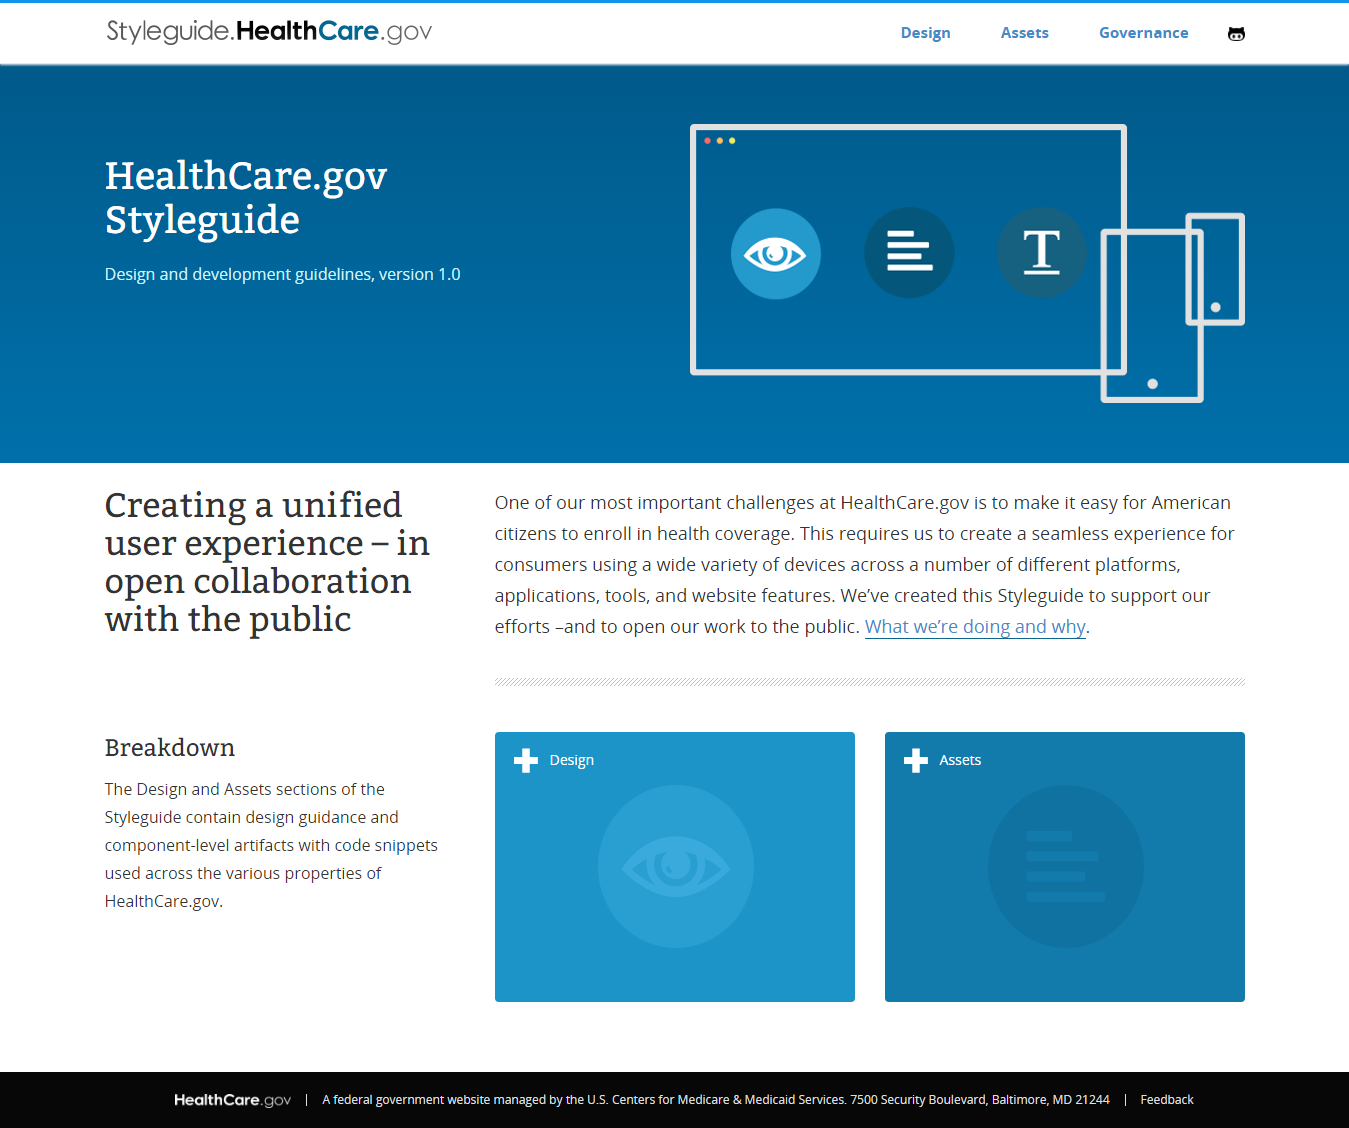 Styleguide.HealthCare.gov
Design
Assets
Governance
HealthCare.gov
Styleguide
Design and development guidelines, version 1.0
T
Creating a unified
user experience – in
open collaboration
with the public
One of our most important challenges at HealthCare.gov is to make it easy for American
citizens to enroll in health coverage. This requires us to create a seamless experience for
consumers using a wide variety of devices across a number of different platforms,
applications, tools, and website features. We’ve created this Styleguide to support our
efforts –and to open our work to the public. What we’re doing and why.
Breakdown
The Design and Assets sections of the
Styleguide contain design guidance and
component-level artifacts with code snippets
used across the various properties of
HealthCare.gov.
Design
Assets
HealthCare.gov | A federal government website managed by the U.S. Centers for Medicare & Medicaid Services. 7500 Security Boulevard, Baltimore, MD 21244 | Feedback